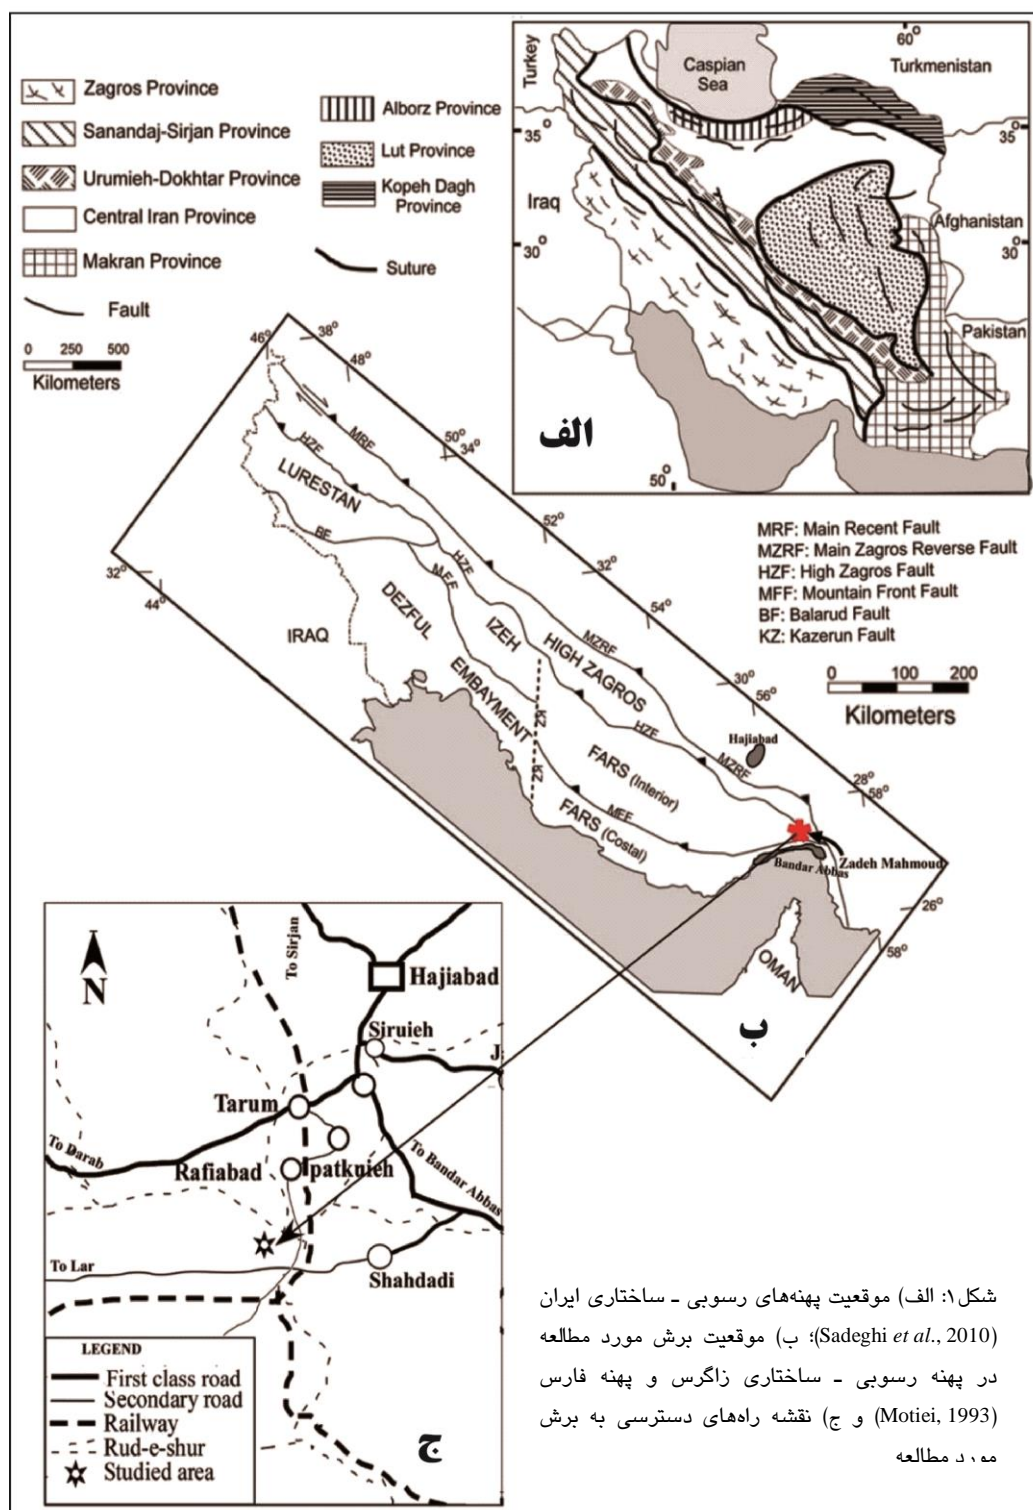 Zagros Province
Sanandaj-Sirjan Province
Urumieh-Dokhtar Province
Central Iran Province
Makran Province
Fault
Alborz Province
Lut Province
Kopeh Dagh
Province
Suture
0 250 500
Kilometers
Turkey
Caspian
Sea
60°
Turkmenistan
35°
35°
Iraq
Afghanistan
30°
30°
Pakistan
الف
50°
46°
38°
48°
MRF
50°
34°
HZF
LURESTAN
BF
52°
32°
HZF
MFF
32°
44°
DEZFUL
EMBAYMENT
IZEH
HIGH ZAGROS
MZRF
54°
IRAQ
30°
56°
KZ
KZ
HZF
Hajiabad
MZRF
FARS (Interior)
28°
58°
MFF
FARS (Costal)
Bandar Abbas
Zadeh Mahmoud
26°
58°
OMAN
ب
MRF: Main Recent Fault
MZRF: Main Zagros Reverse Fault
HZF: High Zagros Fault
MFF: Mountain Front Fault
BF: Balarud Fault
KZ: Kazerun Fault
0 100 200
Kilometers
N
To Sirjan
Hajiabad
Sjruieh
J
Tarum
To Darab
Rafiabad
patkuieh
To Bandar Abbas
To Lar
Shahdadi
LEGEND
First class road
Secondary road
Railway
Rud-e-shur
Studied area
ج
شکل۱: الف) موقعیت پهنه‌های رسوبی ـ ساختاری ایران
(Sadeghi et al., 2010)؛ ب) موقعیت برش مورد مطالعه
در پهنه رسوبی ـ ساختاری زاگرس و پهنه فارس
(Motiei, 1993) و ج) نقشه راه‌های دسترسی به برش
مورد مطالعه